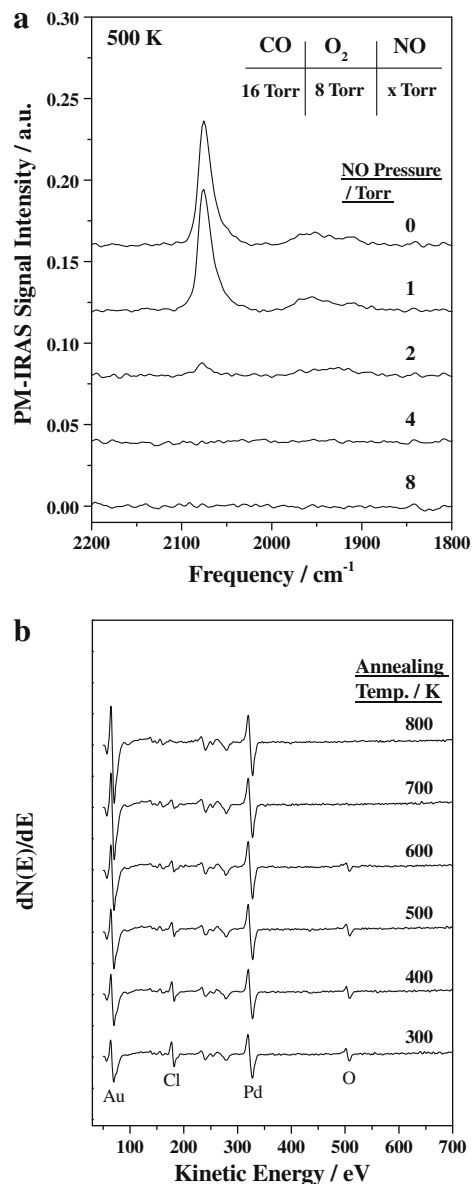 a
500 K
CO O2 NO
16 Torr 8 Torr x Torr
NO Pressure
/ Torr
0
1
2
4
8
0.30
0.25
0.20
0.15
0.10
0.05
0.00
PM-IRAS Signal Intensity / a.u.
2200 2100 2000 1900 1800
Frequency / cm-1
b
Annealing
Temp. / K
800
700
600
500
400
300
dN(E)/dE
Au Cl Pd O
100 200 300 400 500 600 700
Kinetic Energy / eV